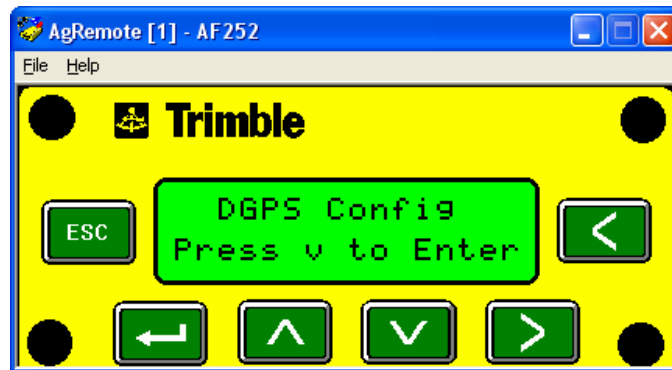 AgRemote [1] - AF252
File Help
Trimble
DGPS Config
ESC
Press v to Enter